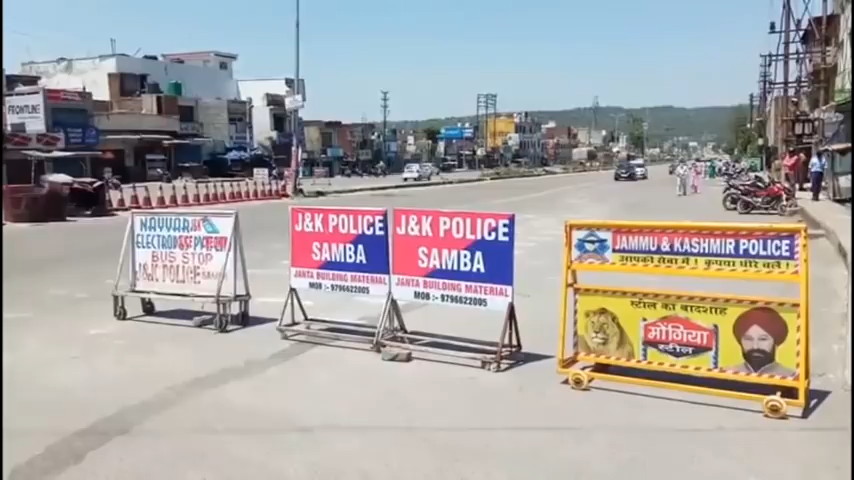 FRONTLINE
NAYYAR
ELECTRONICS
BUS STOP
J&K POLICE
J&K POLICE
SAMBA
JANTA BUILDING MATERIAL
MOB :- 9796622005
J&K POLICE
SAMBA
JANTA BUILDING MATERIAL
MOB :- 9796622005
JAMMU & KASHMIR POLICE
आपकी सेवा में ! कृपया धीरे चलें !
स्टील का बादशाह
मोंगिया
स्टील